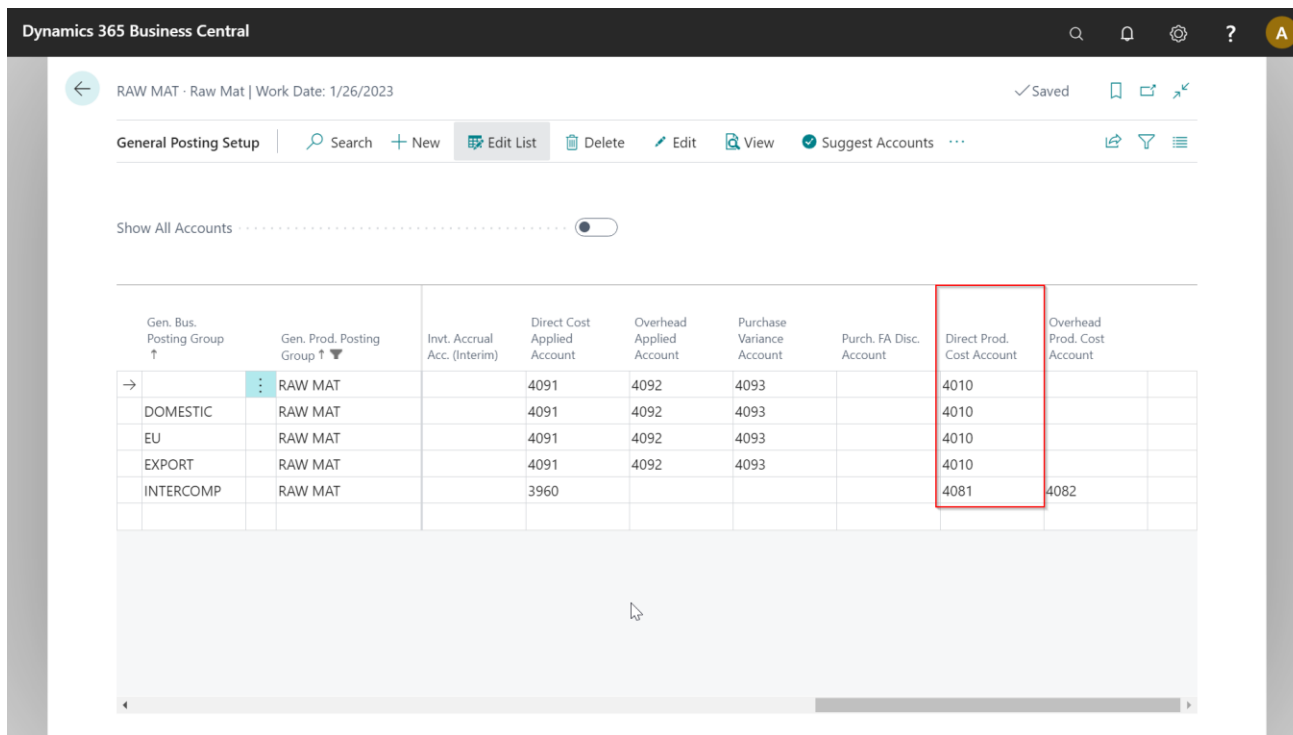 Dynamics 365 Business Central
?
A
RAW MAT · Raw Mat | Work Date: 1/26/2023
✓Saved
General Posting Setup
Search
+ New
Edit List
Delete
Edit
View
Suggest Accounts
···
Show All Accounts
Gen. Bus. Posting Group ↑
Gen. Prod. Posting Group ↑
Invt. Accrual Acc. (Interim)
Direct Cost Applied Account
Overhead Applied Account
Purchase Variance Account
Purch. FA Disc. Account
Direct Prod. Cost Account
Overhead Prod. Cost Account
→ RAW MAT 4091 4092 4093 4010
DOMESTIC RAW MAT 4091 4092 4093 4010
EU RAW MAT 4091 4092 4093 4010
EXPORT RAW MAT 4091 4092 4093 4010
INTERCOMP RAW MAT 3960 4081 4082